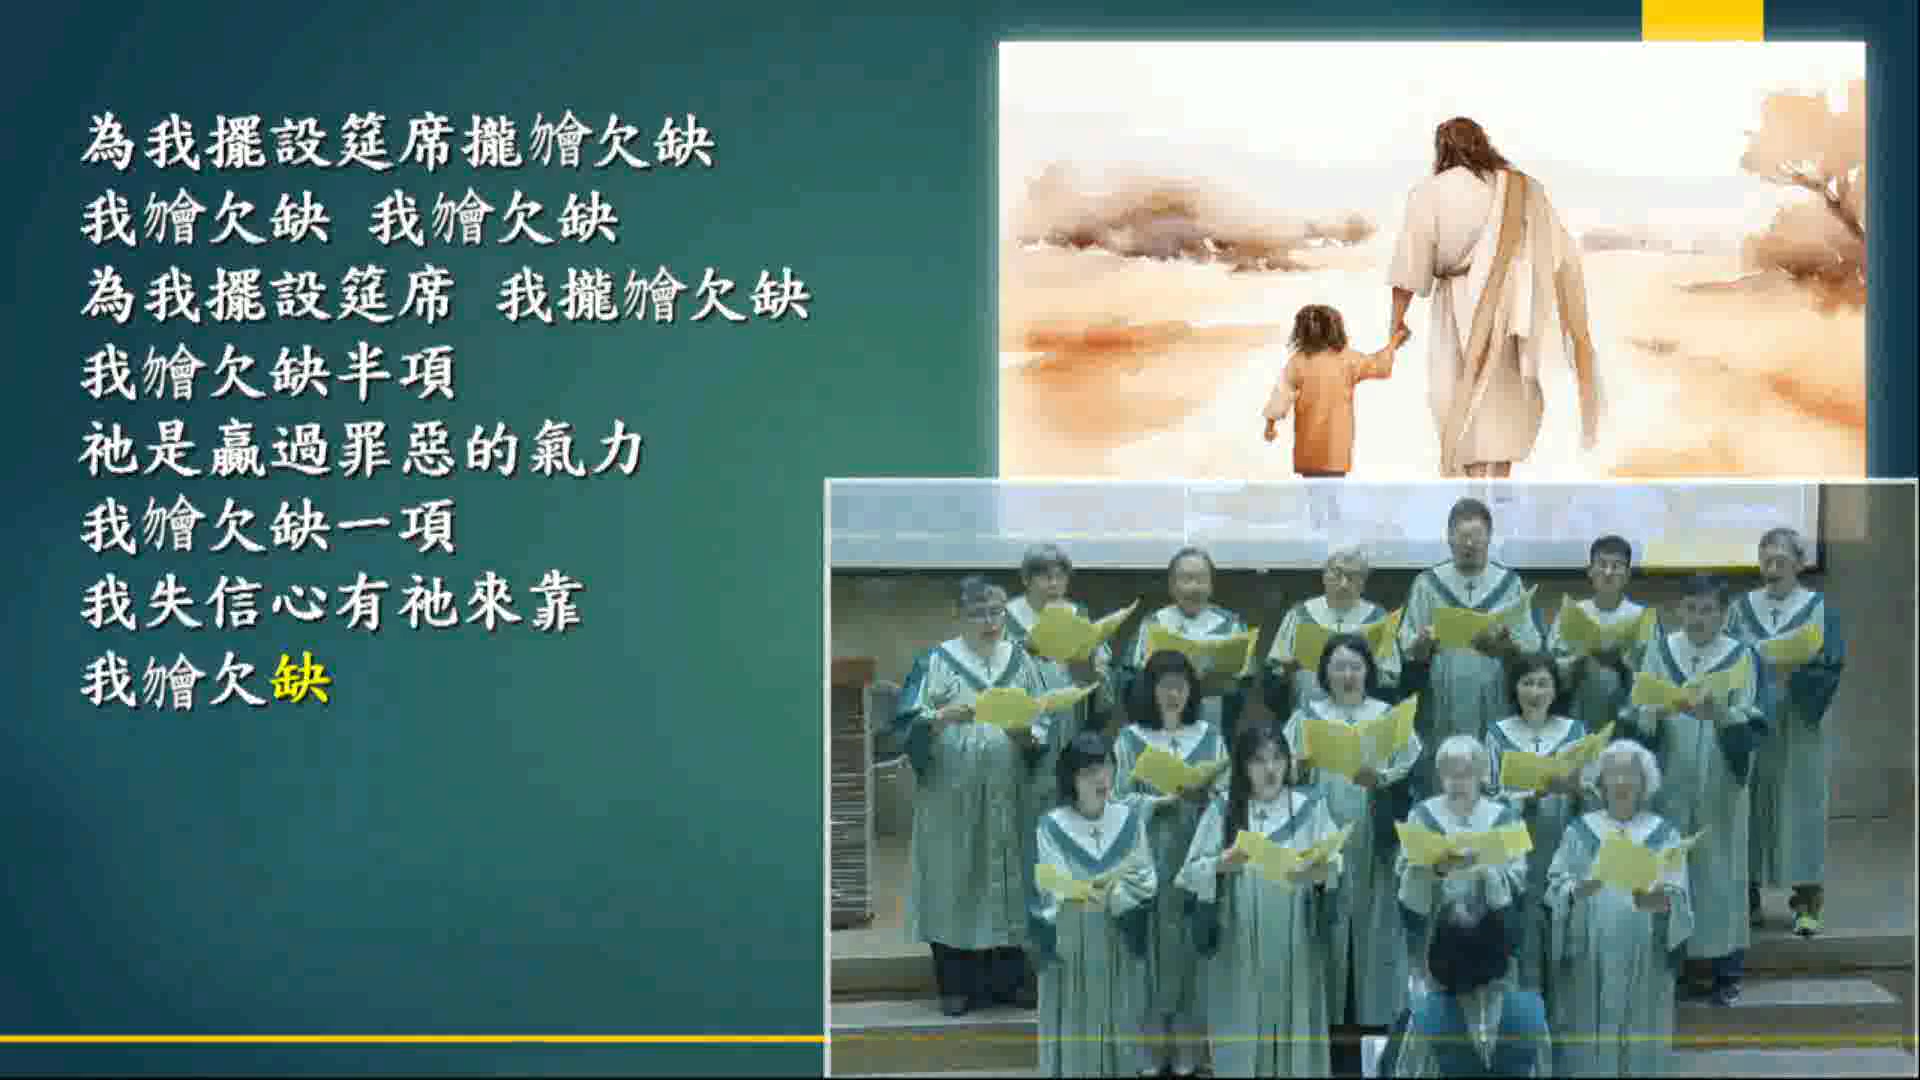 為我擺設筵席攏𣍐欠缺
我𣍐欠缺 我𣍐欠缺
為我擺設筵席 我攏𣍐欠缺
我𣍐欠缺半項
祂是贏過罪惡的氣力
我𣍐欠缺一項
我失信心有祂來靠
我𣍐欠缺